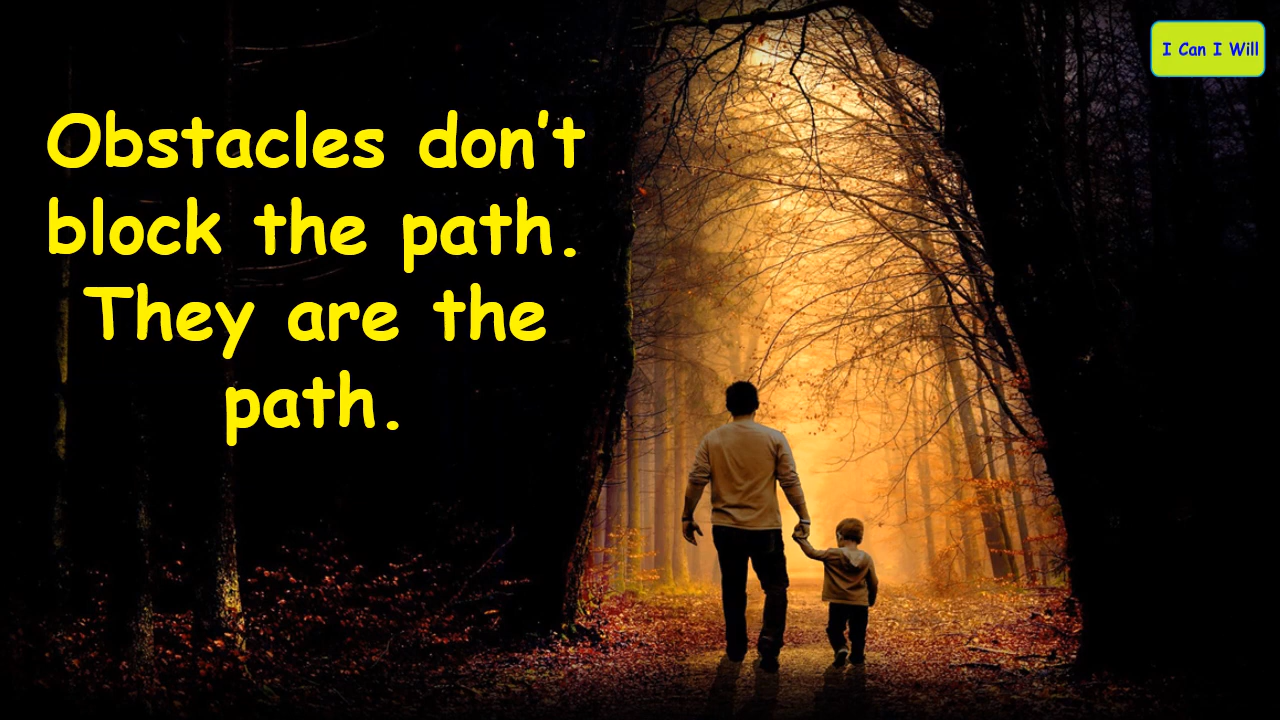 Obstacles don't
block the path.
They are the
path.
I Can I Will